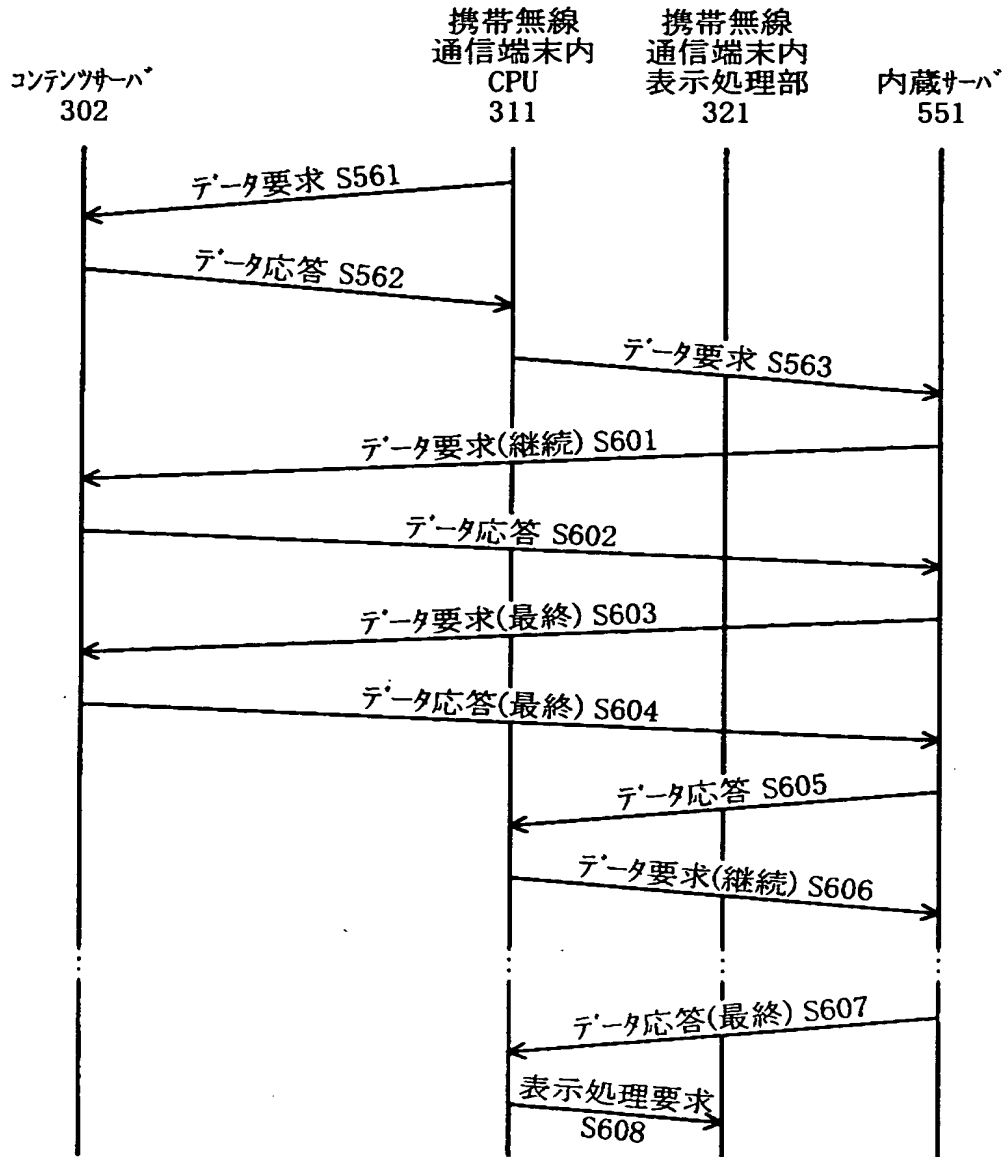 コンテンツサーバ
302
携帯無線
通信端末内
CPU
311
携帯無線
通信端末内
表示処理部
321
内蔵サーバ
551
データ要求 S561
データ応答 S562
データ要求 S563
データ要求(継続) S601
データ応答 S602
データ要求(最終) S603
データ応答(最終) S604
データ応答 S605
データ要求(継続) S606
データ応答(最終) S607
表示処理要求
S608